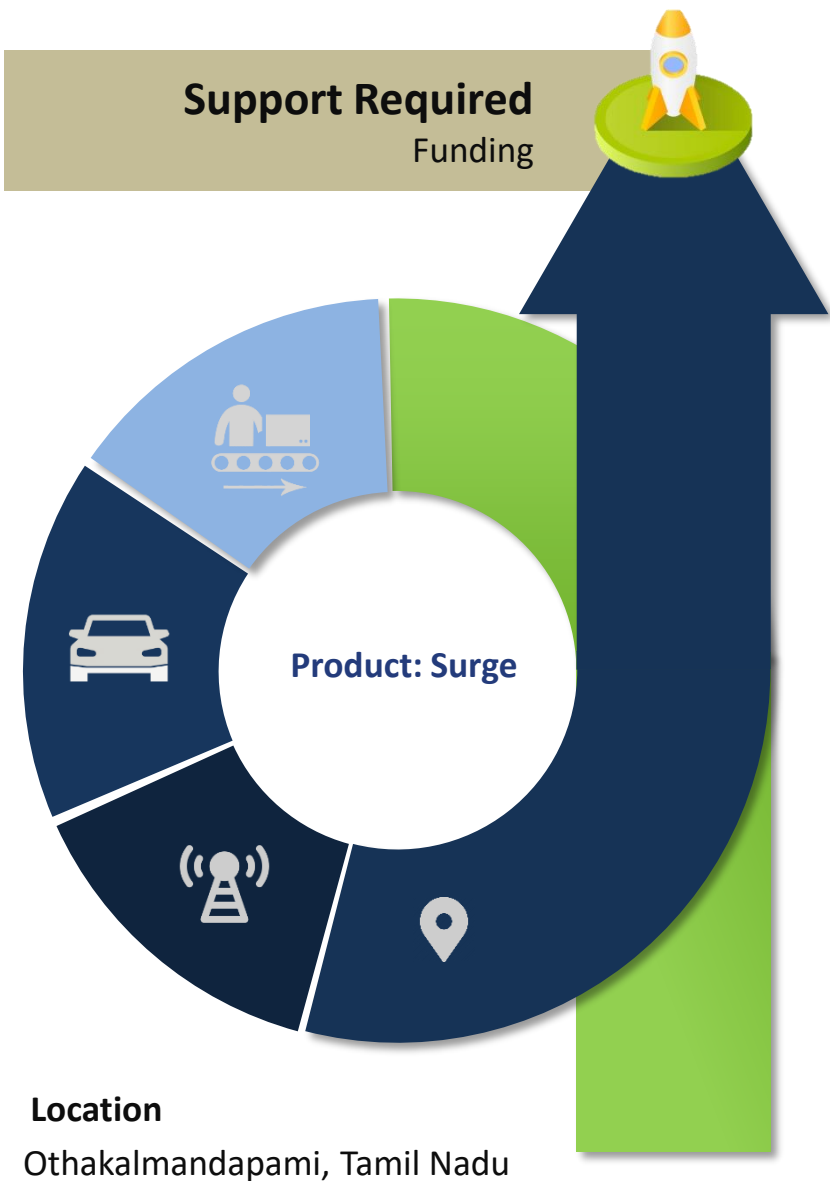 Support Required
Funding
Product: Surge
Location
Othakalmandapami, Tamil Nadu